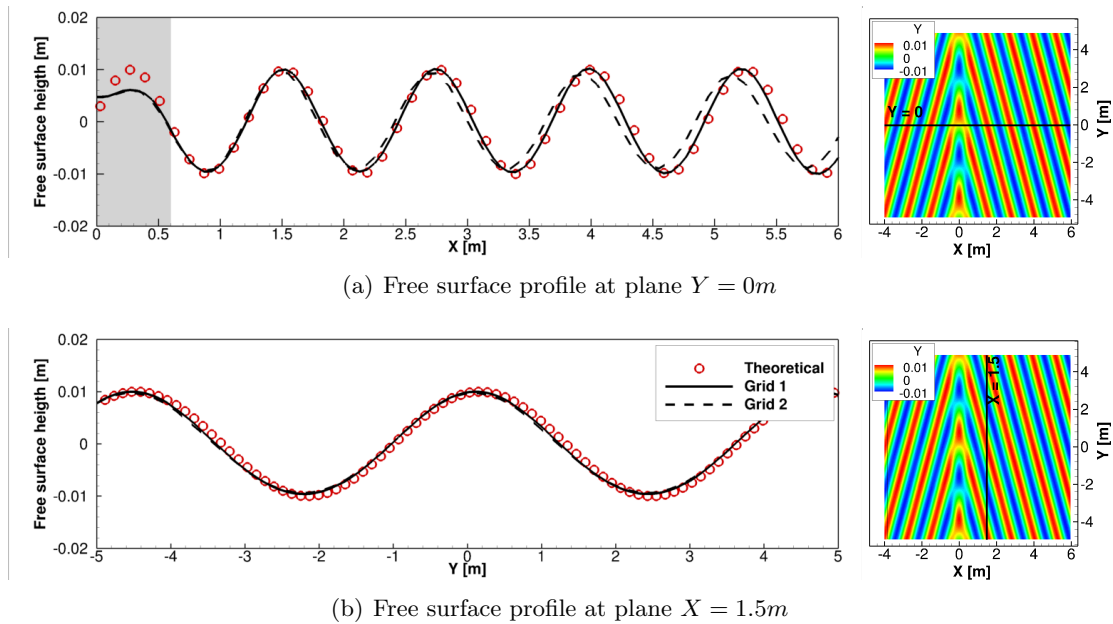 0.02
0.01
0
-0.01
-0.02
Free surface heigth [m]
0 0.5 1 1.5 2 2.5 3 3.5 4 4.5 5 5.5 6
X [m]
Y
0.01
0
-0.01
Y = 0
4
2
0
-2
-4
Y [m]
-4 -2 0 2 4 6
X [m]
(a) Free surface profile at plane Y = 0m
0.02
0.01
0
-0.01
-0.02
Free surface heigth [m]
Theoretical
Grid 1
Grid 2
-5 -4 -3 -2 -1 0 1 2 3 4 5
Y [m]
Y
0.01
0
-0.01
X = 1.5
4
2
0
-2
-4
Y [m]
-4 -2 0 2 4 6
X [m]
(b) Free surface profile at plane X = 1.5m